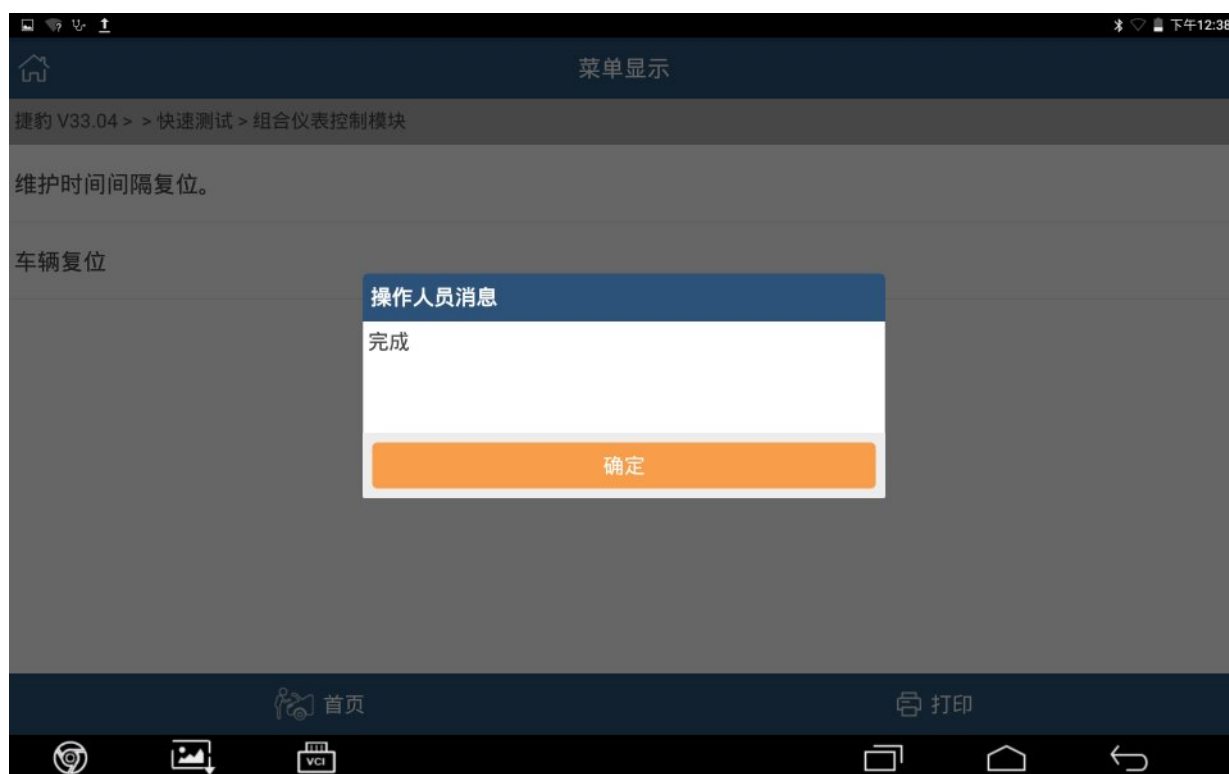 下午12:38
菜单显示
捷豹 V33.04 > > 快速测试 > 组合仪表控制模块
维护时间间隔复位。
车辆复位
操作人员消息
完成
确定
首页
打印
VCI